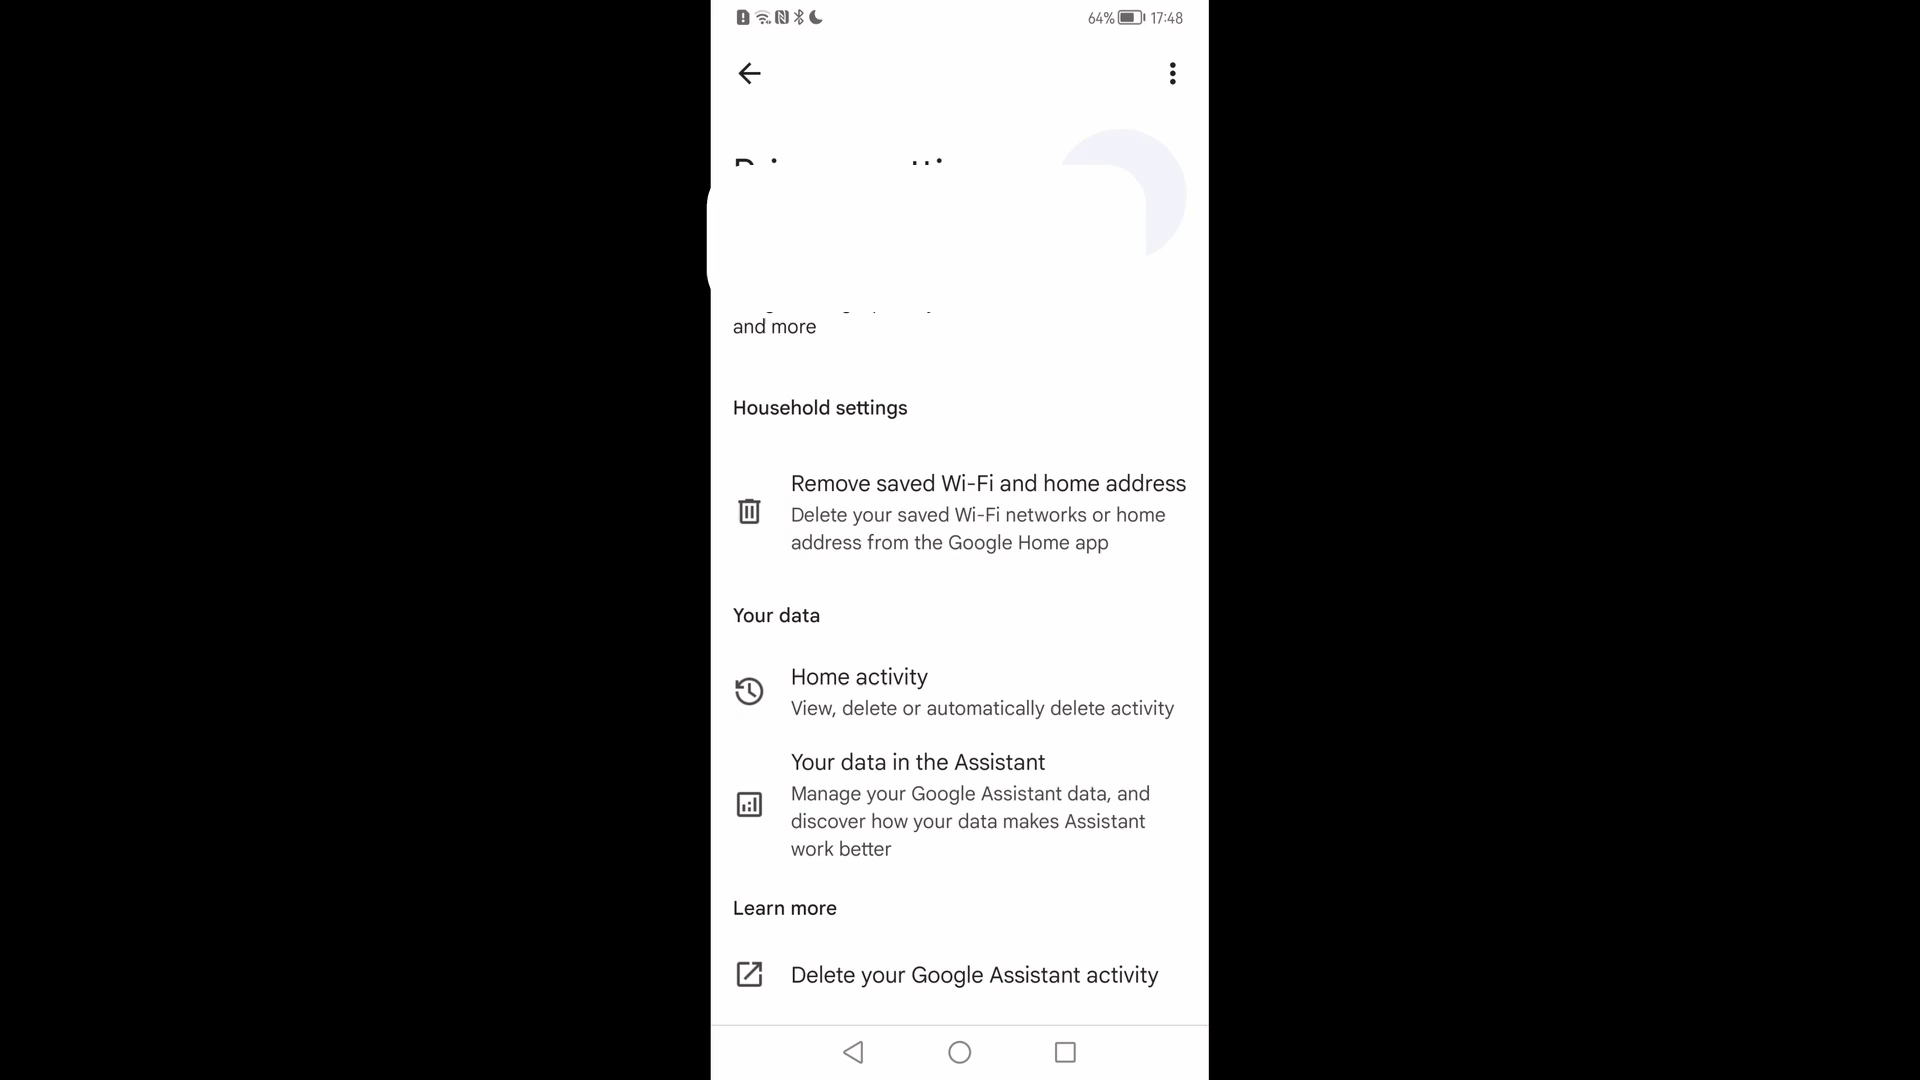 64% 17:48
and more
Household settings
Remove saved Wi-Fi and home address
Delete your saved Wi-Fi networks or home
address from the Google Home app
Your data
Home activity
View, delete or automatically delete activity
Your data in the Assistant
Manage your Google Assistant data, and
discover how your data makes Assistant
work better
Learn more
Delete your Google Assistant activity